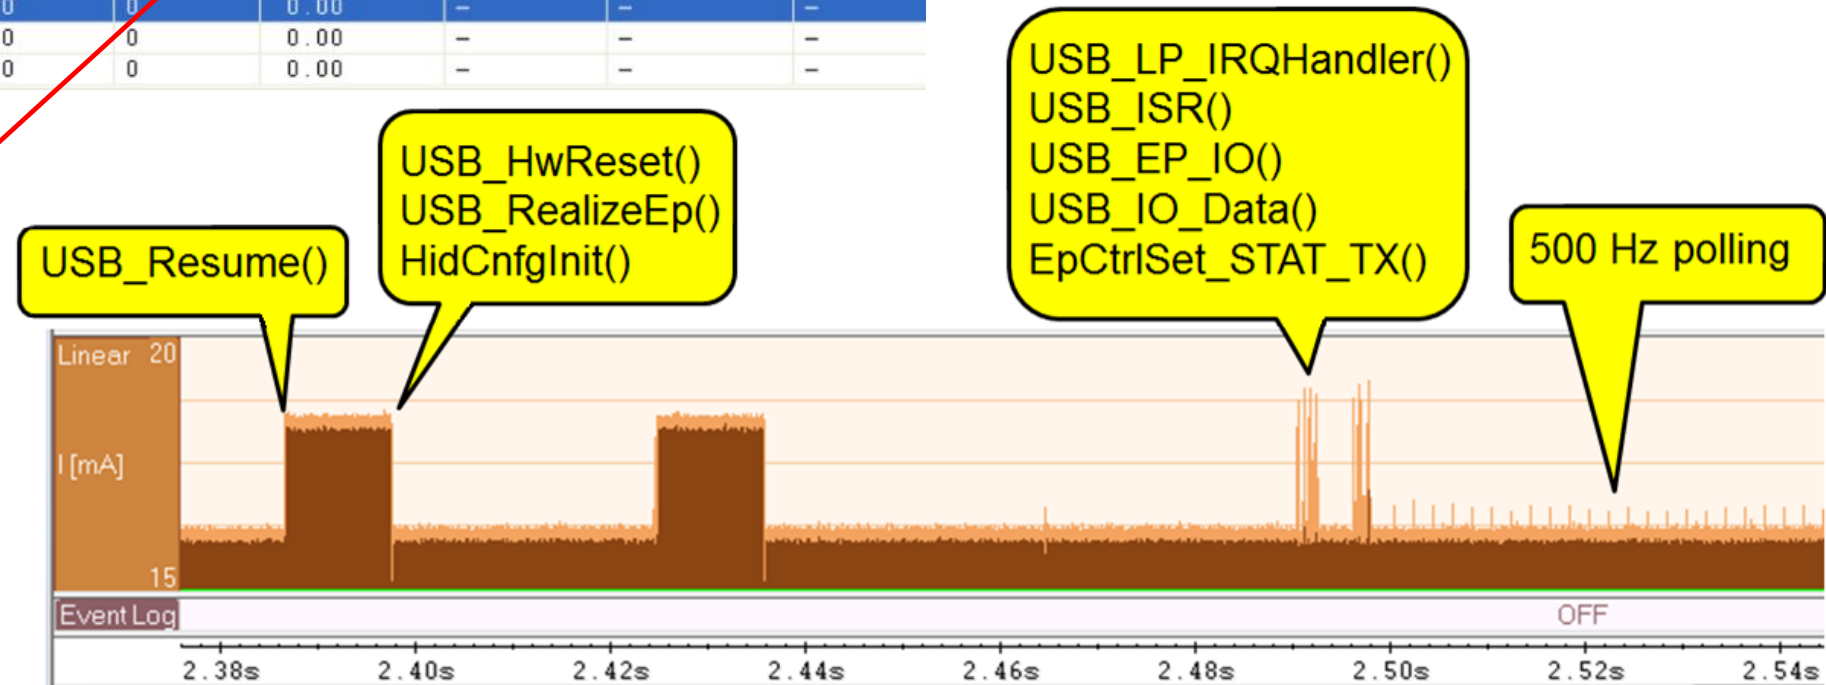 0 0 0.00 – – –
0 0 0.00 – – –
0 0 0.00 – – –
USB_LP_IRQHandler()
USB_ISR()
USB_EP_IO()
USB_IO_Data()
EpCtrlSet_STAT_TX()
USB_HwReset()
USB_RealizeEp()
HidCnfgInit()
USB_Resume()
500 Hz polling
Linear 20
I [mA]
15
Event Log OFF
2.38s 2.40s 2.42s 2.44s 2.46s 2.48s 2.50s 2.52s 2.54s